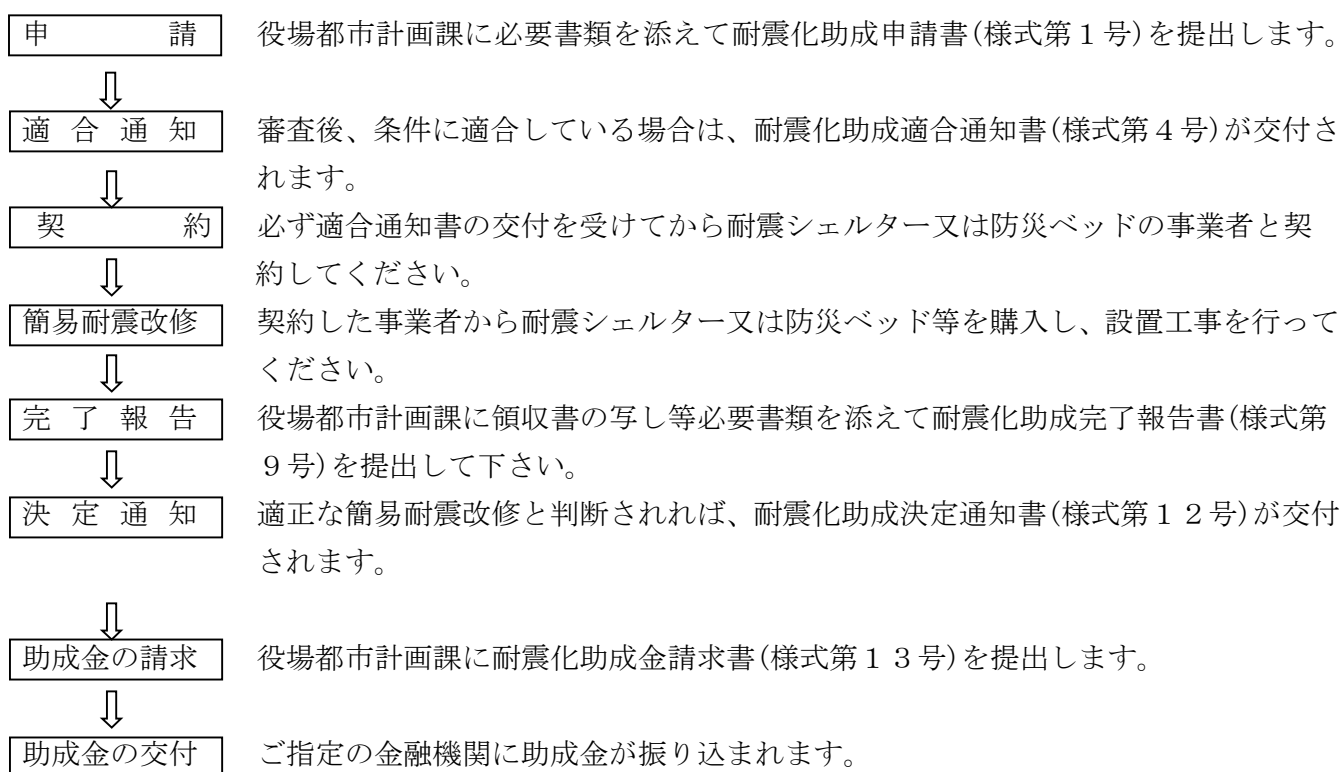 申　　　　請　役場都市計画課に必要書類を添えて耐震化助成申請書(様式第１号)を提出します。
⇩
適　合　通　知　審査後、条件に適合している場合は、耐震化助成適合通知書(様式第４号)が交付さ
れます。
⇩
契　　　　約　必ず適合通知書の交付を受けてから耐震シェルター又は防災ベッドの事業者と契
約してください。
⇩
簡易耐震改修　契約した事業者から耐震シェルター又は防災ベッド等を購入し、設置工事を行って
ください。
⇩
完　了　報　告　役場都市計画課に領収書の写し等必要書類を添えて耐震化助成完了報告書(様式第
９号)を提出して下さい。
⇩
決　定　通　知　適正な簡易耐震改修と判断されれば、耐震化助成決定通知書(様式第１２号)が交付
されます。
⇩
助成金の請求　役場都市計画課に耐震化助成金請求書(様式第１３号)を提出します。
⇩
助成金の交付　ご指定の金融機関に助成金が振り込まれます。